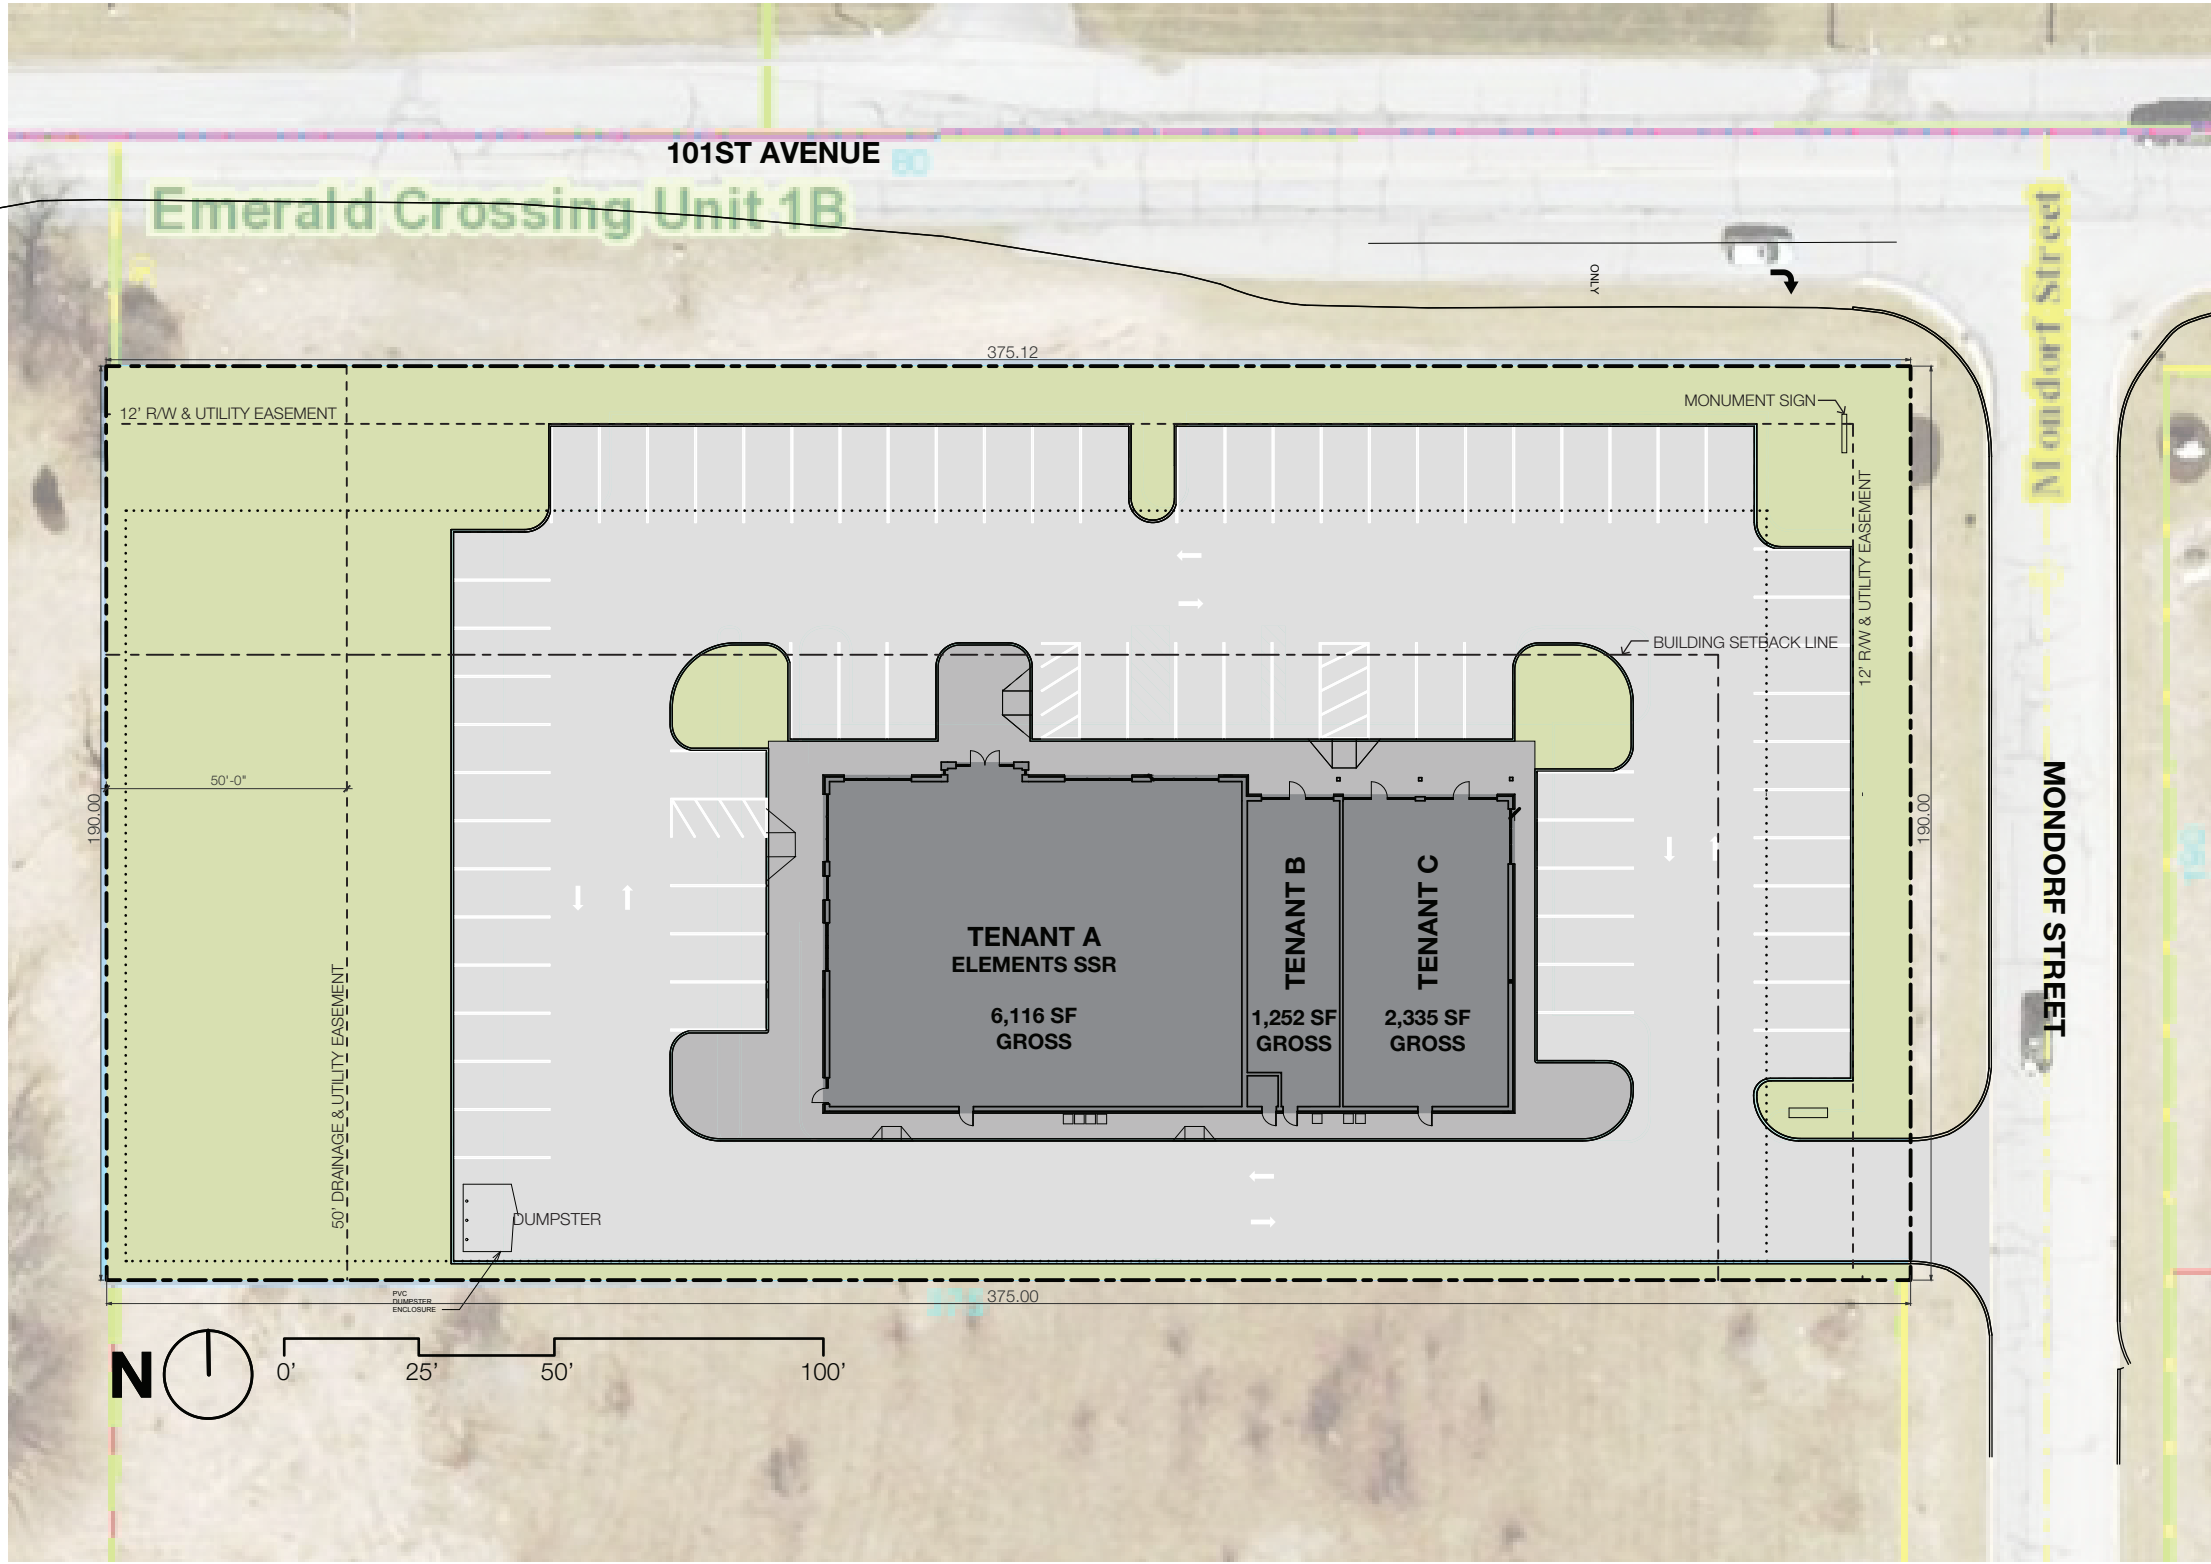 101ST AVENUE
80
Emerald Crossing Unit 1B
Mondorf Street
ONLY
375.12
12' R/W & UTILITY EASEMENT
MONUMENT SIGN
12' R/W & UTILITY EASEMENT
BUILDING SETBACK LINE
50'-0"
190.00
190.00
190
MONDORF STREET
TENANT A
ELEMENTS SSR
6,116 SF
GROSS
TENANT B
1,252 SF
GROSS
TENANT C
2,335 SF
GROSS
50' DRAINAGE & UTILITY EASEMENT
DUMPSTER
PVC
DUMPSTER
ENCLOSURE
375
375.00
N
0'
25'
50'
100'